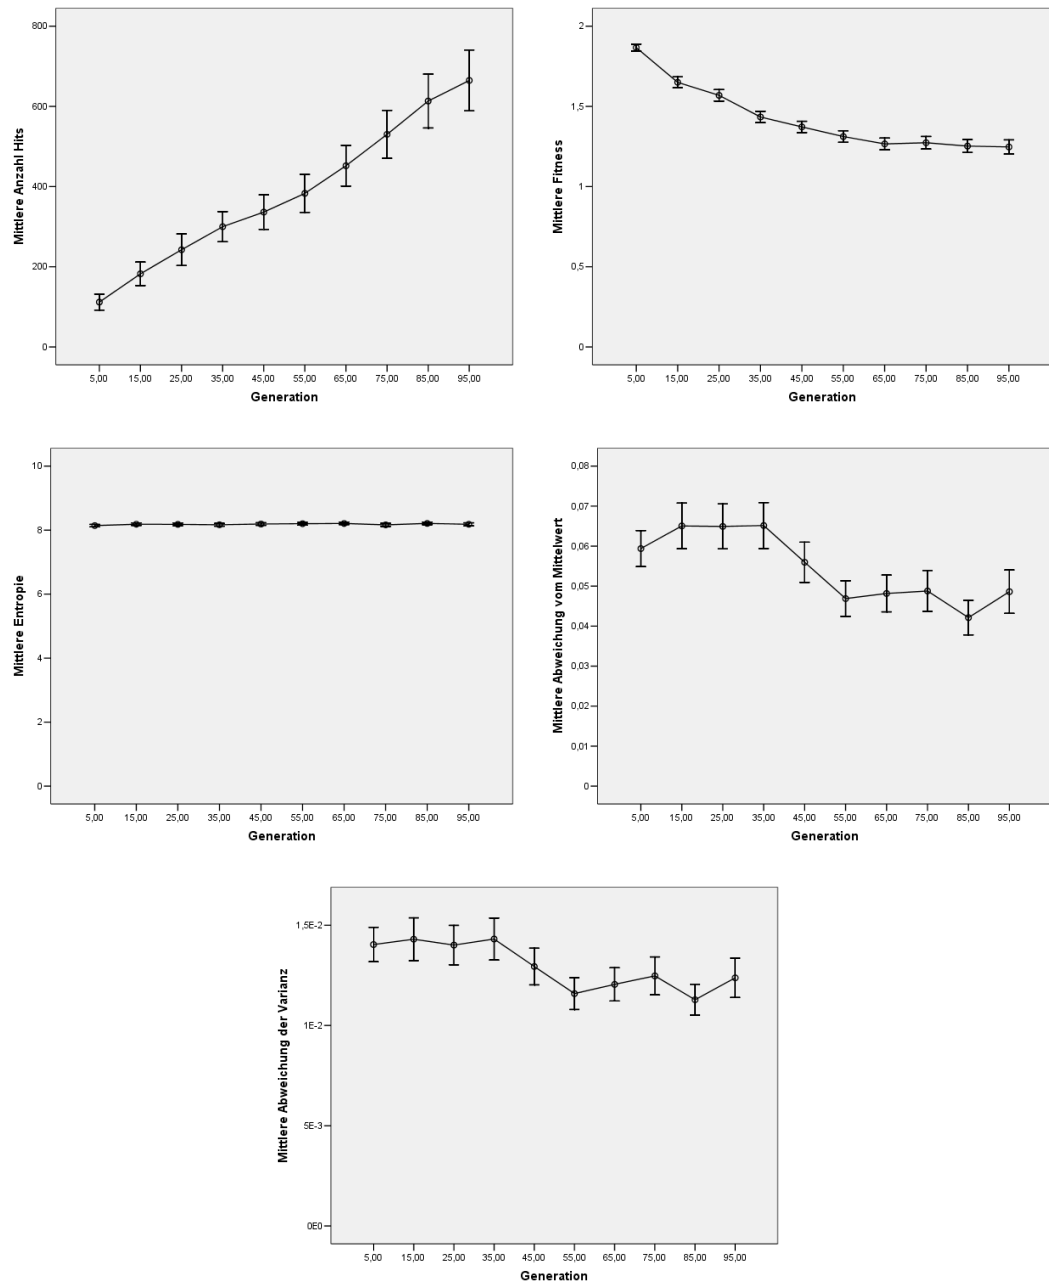 Mittlere Anzahl Hits
800
600
400
200
0
5,00 15,00 25,00 35,00 45,00 55,00 65,00 75,00 85,00 95,00
Generation
Mittlere Fitness
2
1,5
1
0,5
0
5,00 15,00 25,00 35,00 45,00 55,00 65,00 75,00 85,00 95,00
Generation
Mittlere Entropie
10
8
6
4
2
0
5,00 15,00 25,00 35,00 45,00 55,00 65,00 75,00 85,00 95,00
Generation
Mittlere Abweichung vom Mittelwert
0,08
0,07
0,06
0,05
0,04
0,03
0,02
0,01
0
5,00 15,00 25,00 35,00 45,00 55,00 65,00 75,00 85,00 95,00
Generation
Mittlere Abweichung der Varianz
1,5E-2
1E-2
5E-3
0E0
5,00 15,00 25,00 35,00 45,00 55,00 65,00 75,00 85,00 95,00
Generation